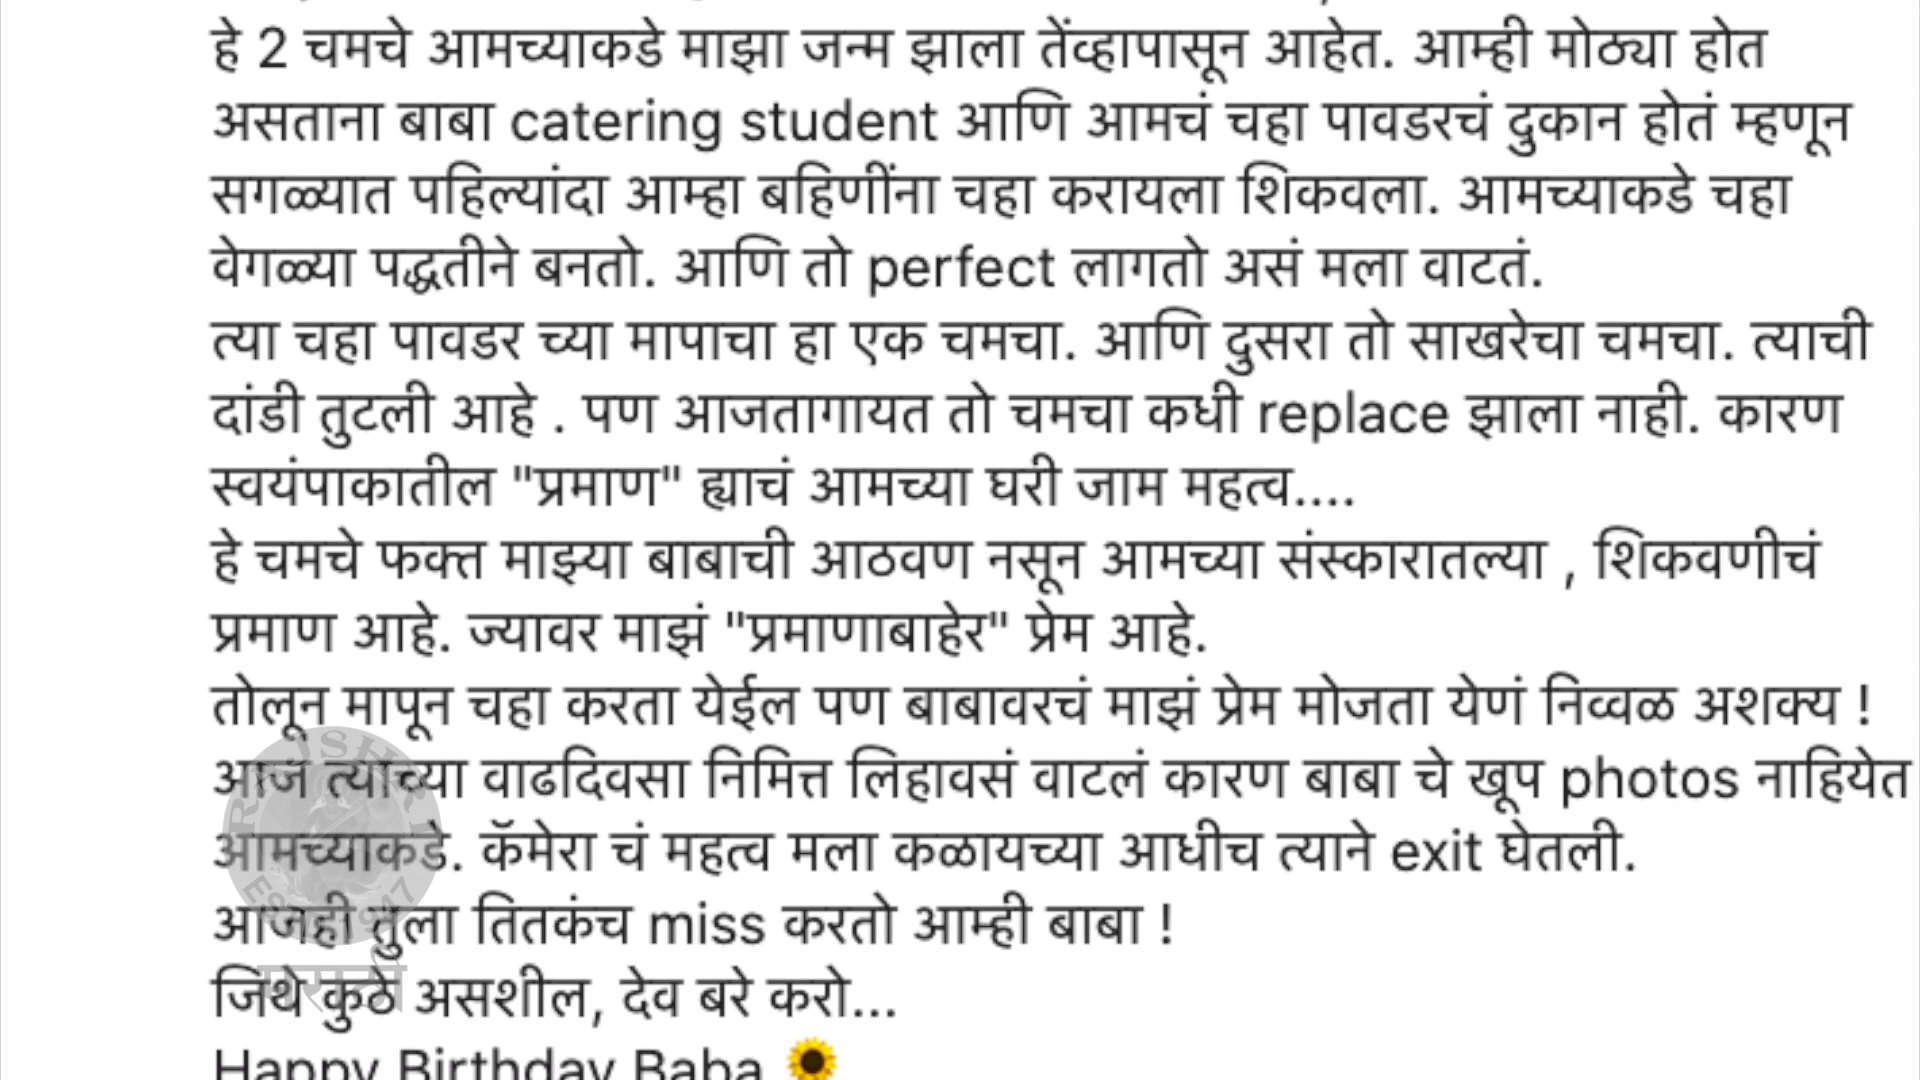 हे 2 चमचे आमच्याकडे माझा जन्म झाला तेंव्हापासून आहेत. आम्ही मोठ्या होत
असताना बाबा catering student आणि आमचं चहा पावडरचं दुकान होतं म्हणून
सगळ्यात पहिल्यांदा आम्हा बहिणींना चहा करायला शिकवला. आमच्याकडे चहा
वेगळ्या पद्धतीने बनतो. आणि तो perfect लागतो असं मला वाटतं.
त्या चहा पावडर च्या मापाचा हा एक चमचा. आणि दुसरा तो साखरेचा चमचा. त्याची
दांडी तुटली आहे . पण आजतागायत तो चमचा कधी replace झाला नाही. कारण
स्वयंपाकातील "प्रमाण" ह्याचं आमच्या घरी जाम महत्व....
हे चमचे फक्त माझ्या बाबाची आठवण नसून आमच्या संस्कारातल्या , शिकवणीचं
प्रमाण आहे. ज्यावर माझं "प्रमाणाबाहेर" प्रेम आहे.
तोलून मापून चहा करता येईल पण बाबावरचं माझं प्रेम मोजता येणं निव्वळ अशक्य !
आज त्याच्या वाढदिवसा निमित्त लिहावसं वाटलं कारण बाबा चे खूप photos नाहियेत
आमच्याकडे. कॅमेरा चं महत्व मला कळायच्या आधीच त्याने exit घेतली.
आजही तुला तितकंच miss करतो आम्ही बाबा !
जिथे कुठे असशील, देव बरे करो...
Happy Birthday Baba 🌻
RAJSHRI
ESTD 1947
मराठी